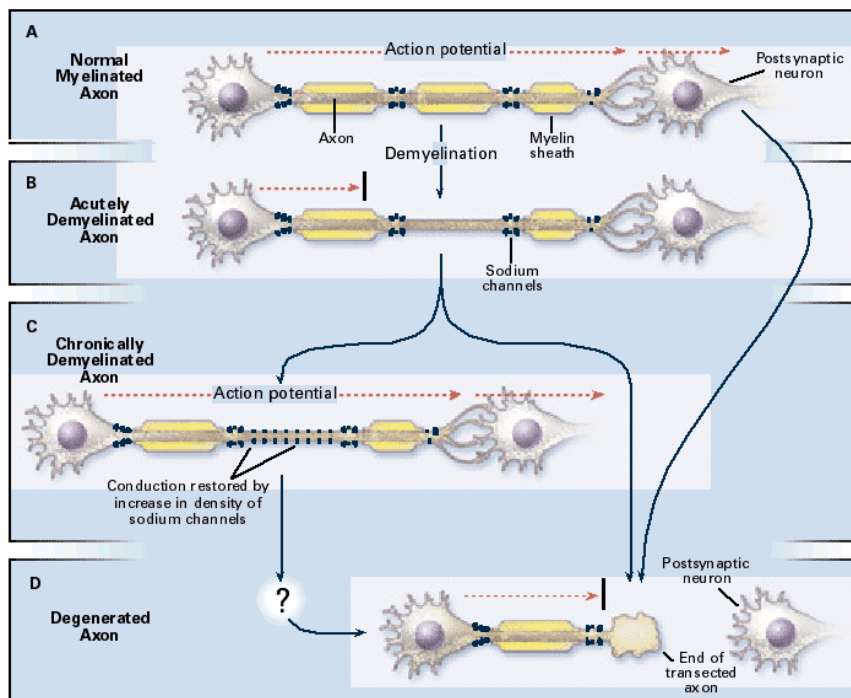 A
Normal
Myelinated
Axon
Action potential
Postsynaptic
neuron
Axon
Myelin
sheath
Demyelination
B
Acutely
Demyelinated
Axon
Sodium
channels
C
Chronically
Demyelinated
Axon
Action potential
Conduction restored by
increase in density of
sodium channels
D
Degenerated
Axon
?
Postsynaptic
neuron
End of
transected
axon